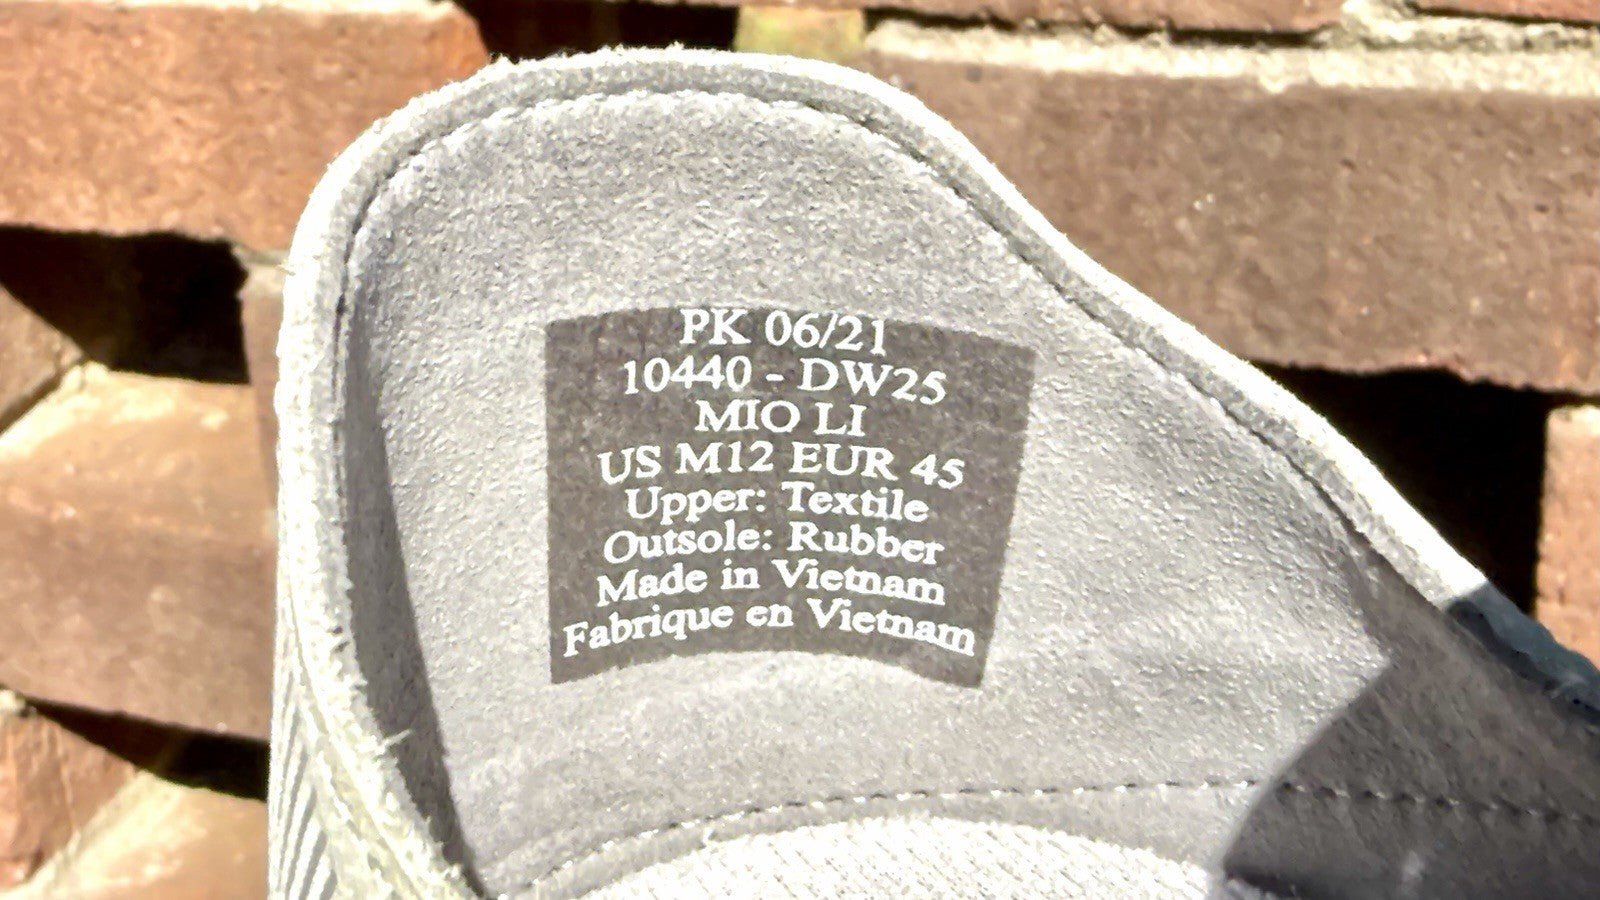 PK 06/21
10440 - DW25
MIO LI
US M12 EUR 45
Upper: Textile
Outsole: Rubber
Made in Vietnam
Fabrique en Vietnam